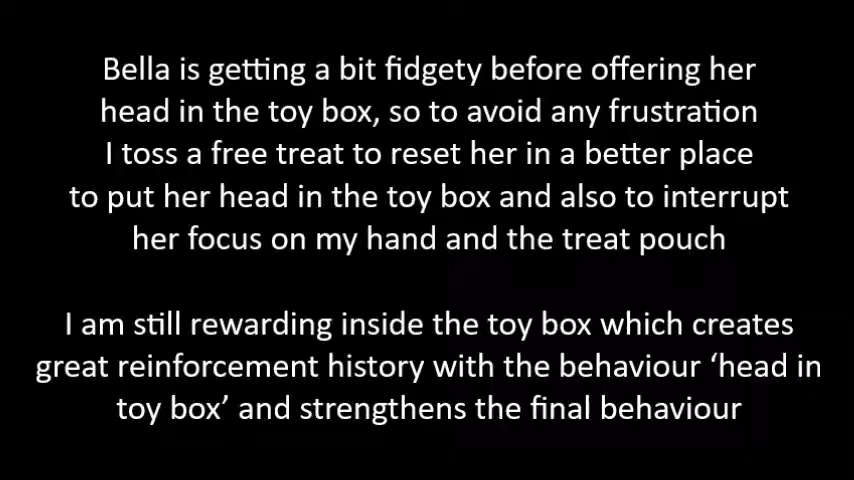 Bella is getting a bit fidgety before offering her
head in the toy box, so to avoid any frustration
I toss a free treat to reset her in a better place
to put her head in the toy box and also to interrupt
her focus on my hand and the treat pouch
I am still rewarding inside the toy box which creates
great reinforcement history with the behaviour ‘head in
toy box’ and strengthens the final behaviour